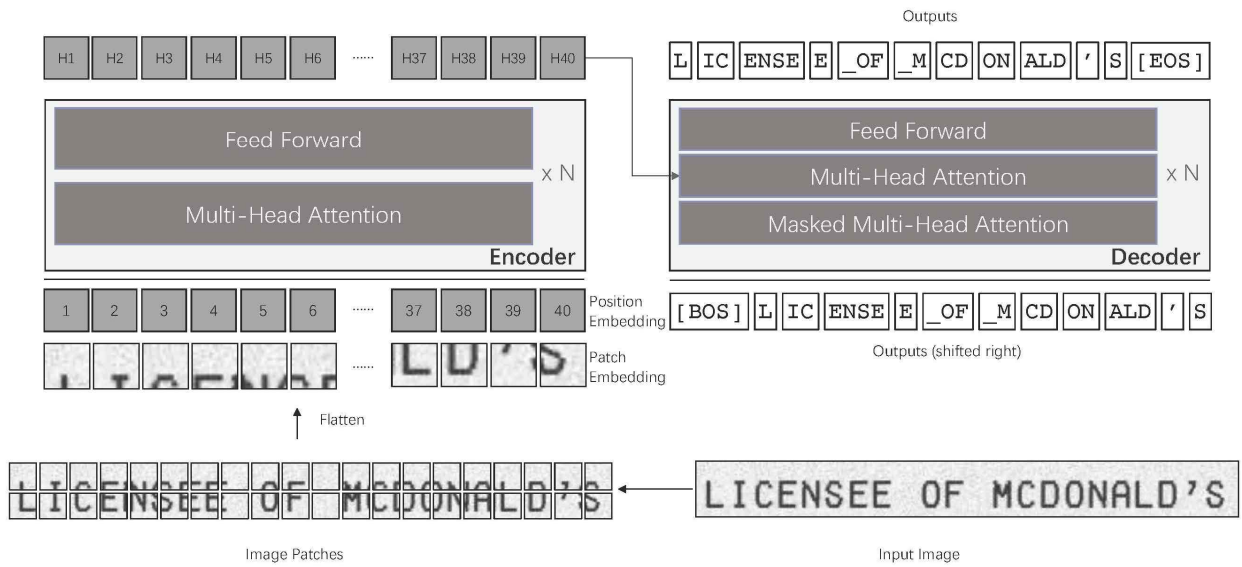 Outputs
H1 H2 H3 H4 H5 H6 ...... H37 H38 H39 H40
L IC ENSE E _OF _M CD ON ALD ' S [EOS]
Feed Forward
Multi-Head Attention
x N
Encoder
Feed Forward
Multi-Head Attention
Masked Multi-Head Attention
x N
Decoder
1 2 3 4 5 6 ...... 37 38 39 40
Position
Embedding
[BOS] L IC ENSE E _OF _M CD ON ALD ' S
LICENSE ...... LD'S
Patch
Embedding
Outputs (shifted right)
Flatten
LICENSEE OF MCDONALD'S
LICENSEE OF MCDONALD'S
Image Patches
Input Image